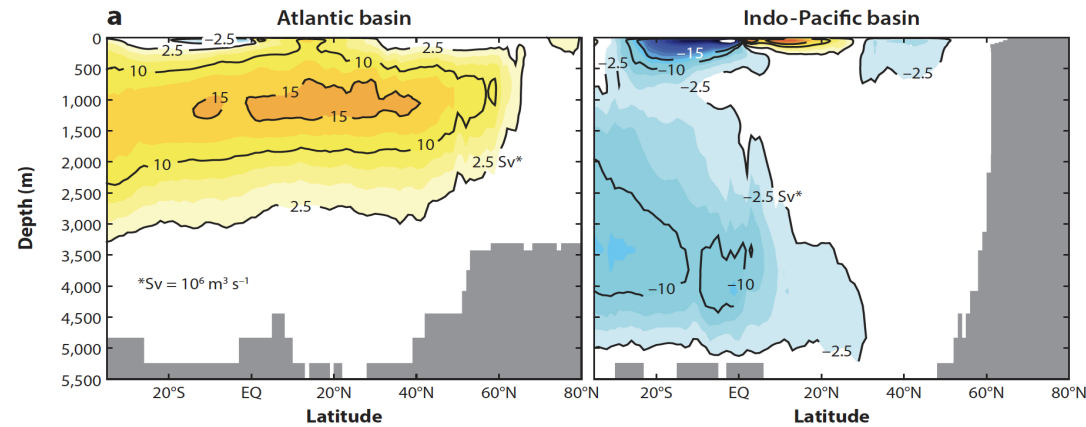 a
Atlantic basin
Indo-Pacific basin
Depth (m)
0
500
1,000
1,500
2,000
2,500
3,000
3,500
4,000
4,500
5,000
5,500
2.5
−2.5
2.5
10
10
15
15
15
10
10
2.5 Sv*
2.5
*Sv = 10⁶ m³ s⁻¹
20°S
EQ
20°N
40°N
60°N
80°N
Latitude
−2.5
−15
−10
−2.5
−2.5
−2.5 Sv*
−10
−10
−2.5
20°S
EQ
20°N
40°N
60°N
80°N
Latitude